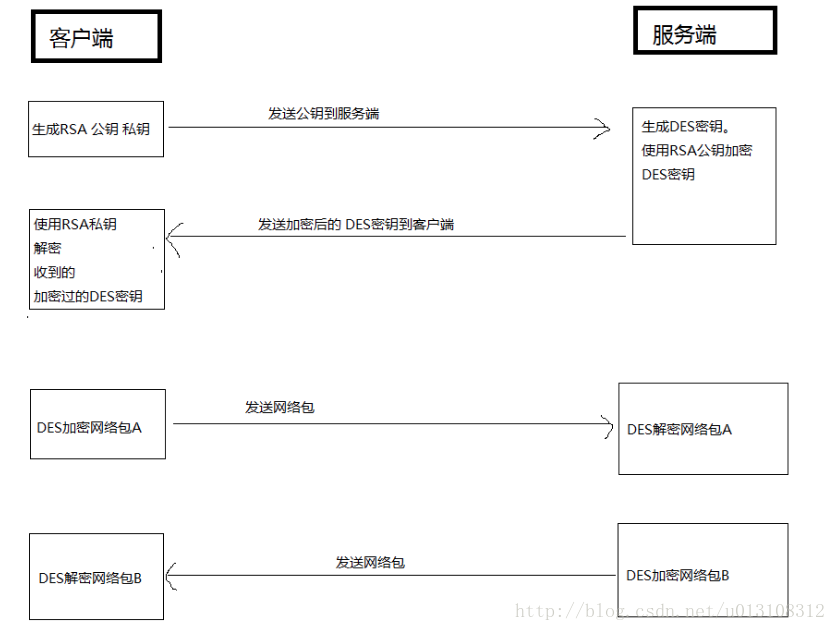 客户端
服务端
生成RSA 公钥 私钥
发送公钥到服务端
生成DES密钥。
使用RSA公钥加密
DES密钥
使用RSA私钥
解密
收到的
加密过的DES密钥
发送加密后的 DES密钥到客户端
DES加密网络包A
发送网络包
DES解密网络包A
DES解密网络包B
发送网络包
DES加密网络包B
http://blog.csdn.net/u013108312